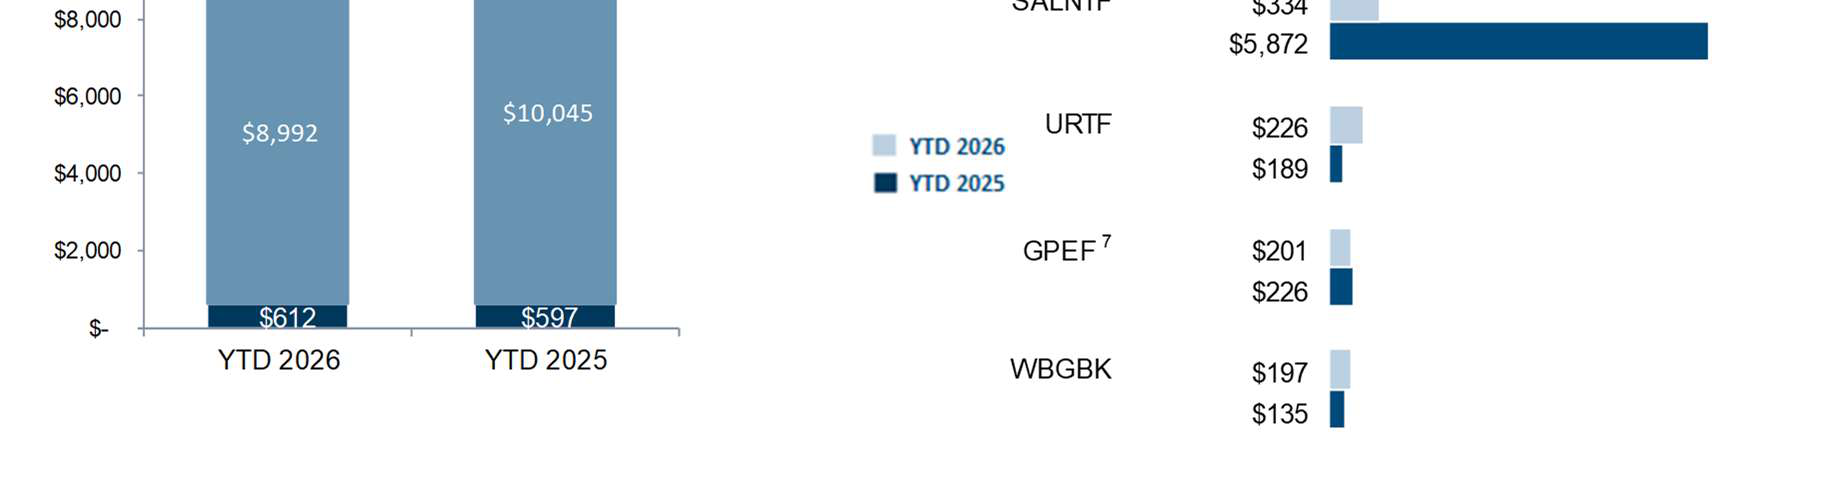 $8,000
$6,000
$4,000
$2,000
$-
$8,992
$10,045
$612
$597
YTD 2026
YTD 2025
YTD 2026
YTD 2025
$334
$5,872
URTF
$226
$189
GPEF 7
$201
$226
WBGBK
$197
$135